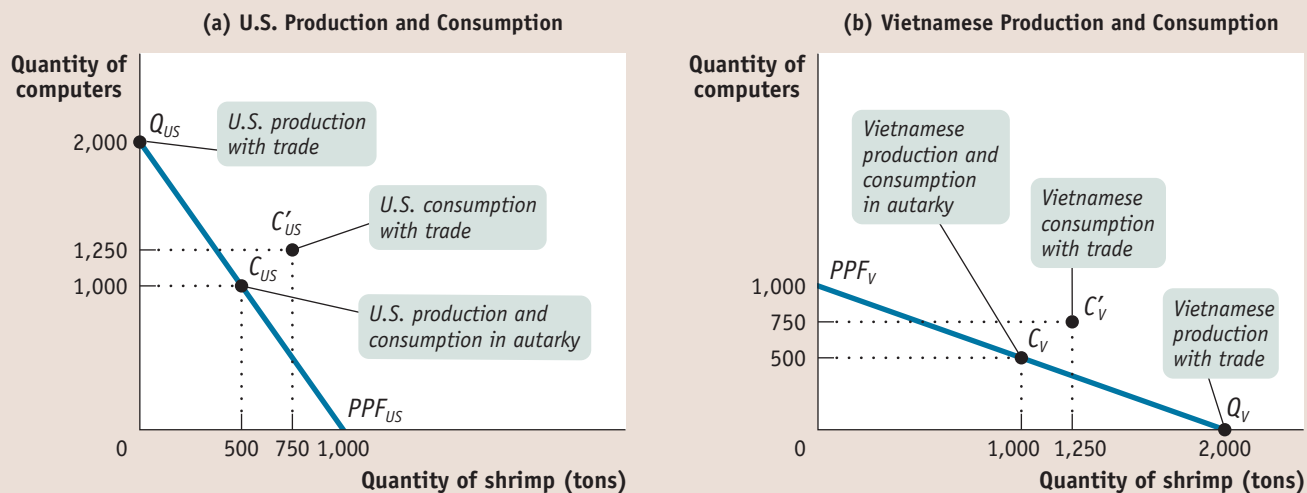 (a) U.S. Production and Consumption
Quantity of
computers
2,000
1,250
1,000
0
500
750
1,000
Quantity of shrimp (tons)
Q_US
U.S. production
with trade
C′_US
U.S. consumption
with trade
C_US
U.S. production and
consumption in autarky
PPF_US
(b) Vietnamese Production and Consumption
Quantity of
computers
1,000
750
500
0
1,000
1,250
2,000
Quantity of shrimp (tons)
PPF_V
Vietnamese
production and
consumption
in autarky
C_V
Vietnamese
consumption
with trade
C′_V
Vietnamese
production
with trade
Q_V